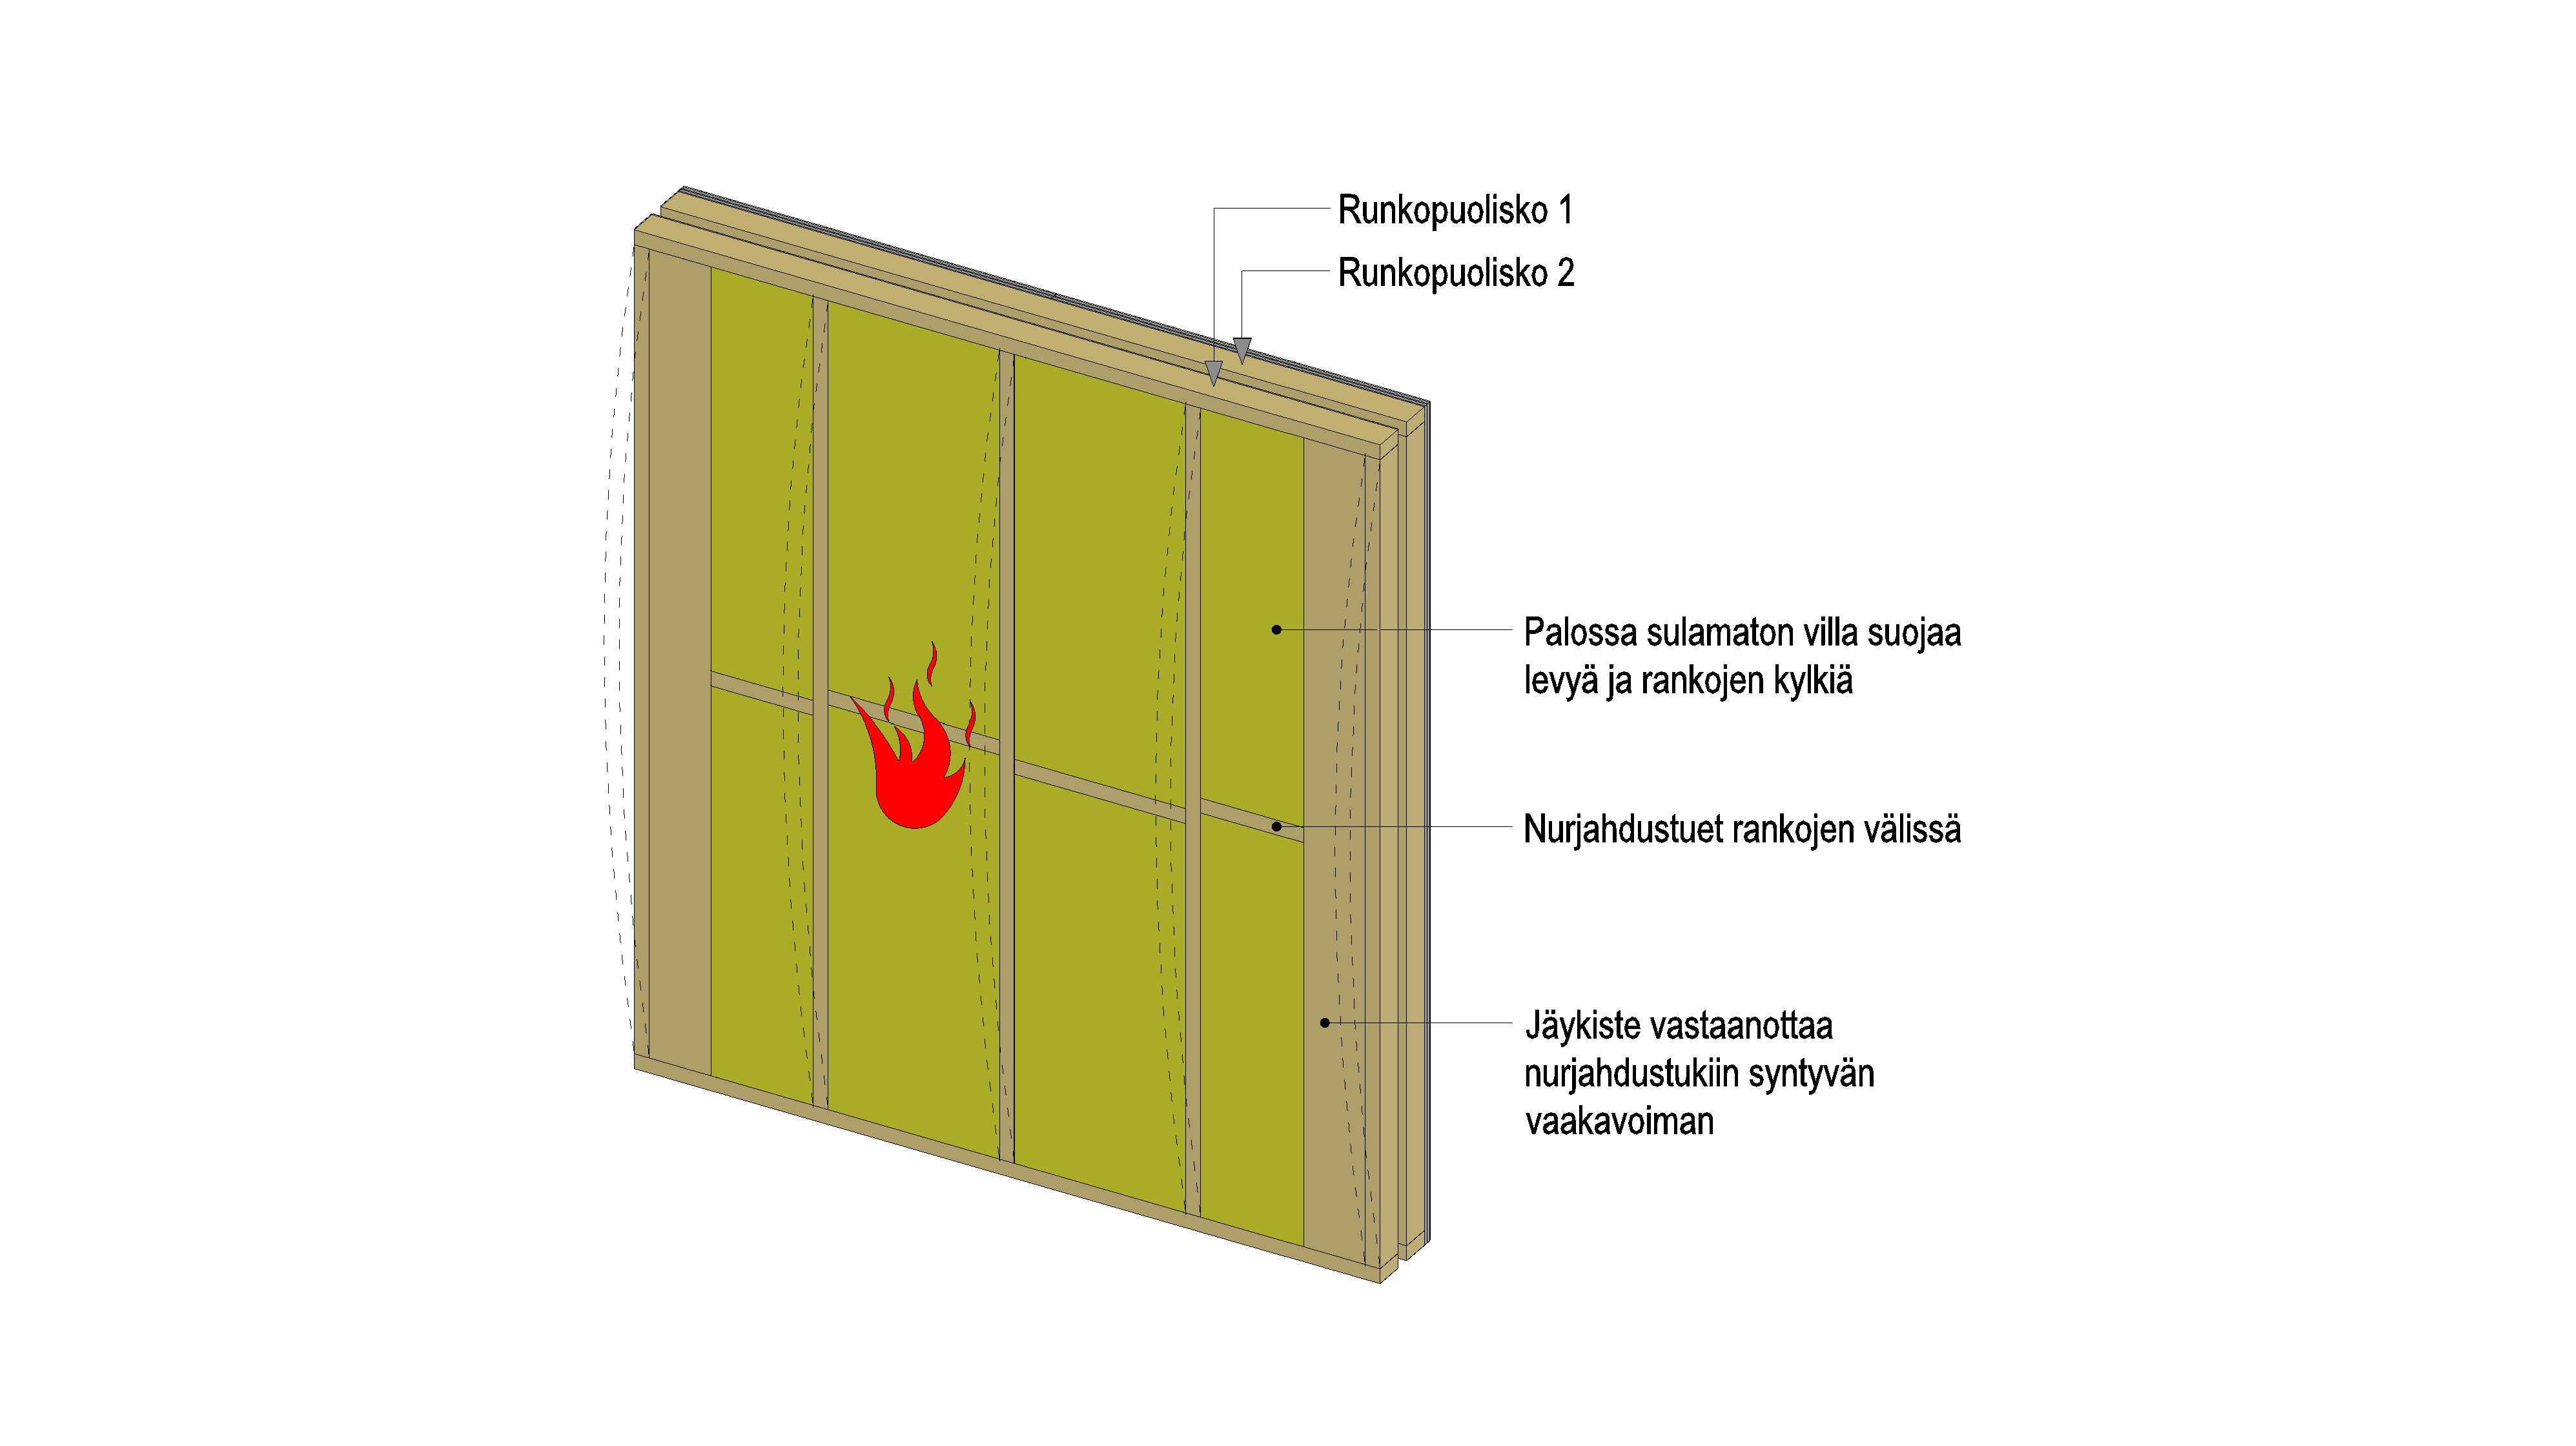 Runkopuolisko 1
Runkopuolisko 2
Palossa sulamaton villa suojaa
levyä ja rankojen kylkiä
Nurjahdustuet rankojen välissä
Jäykiste vastaanottaa
nurjahdustukiin syntyvän
vaakavoiman